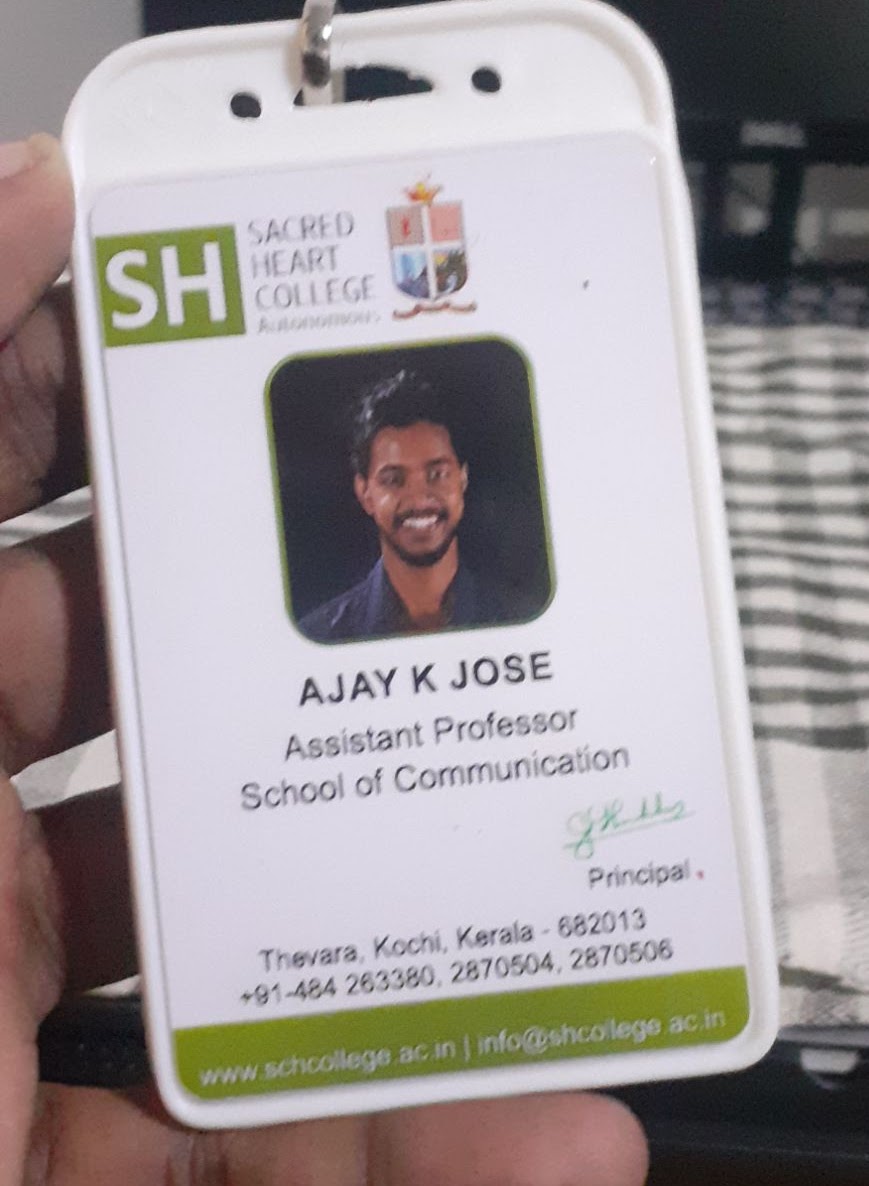 SH
SACRED
HEART
COLLEGE
Autonomous
AJAY K JOSE
Assistant Professor
School of Communication
Principal
Thevara, Kochi, Kerala - 682013
+91-484 263380, 2870504, 2870506
www.schcollege.ac.in | info@shcollege.ac.in